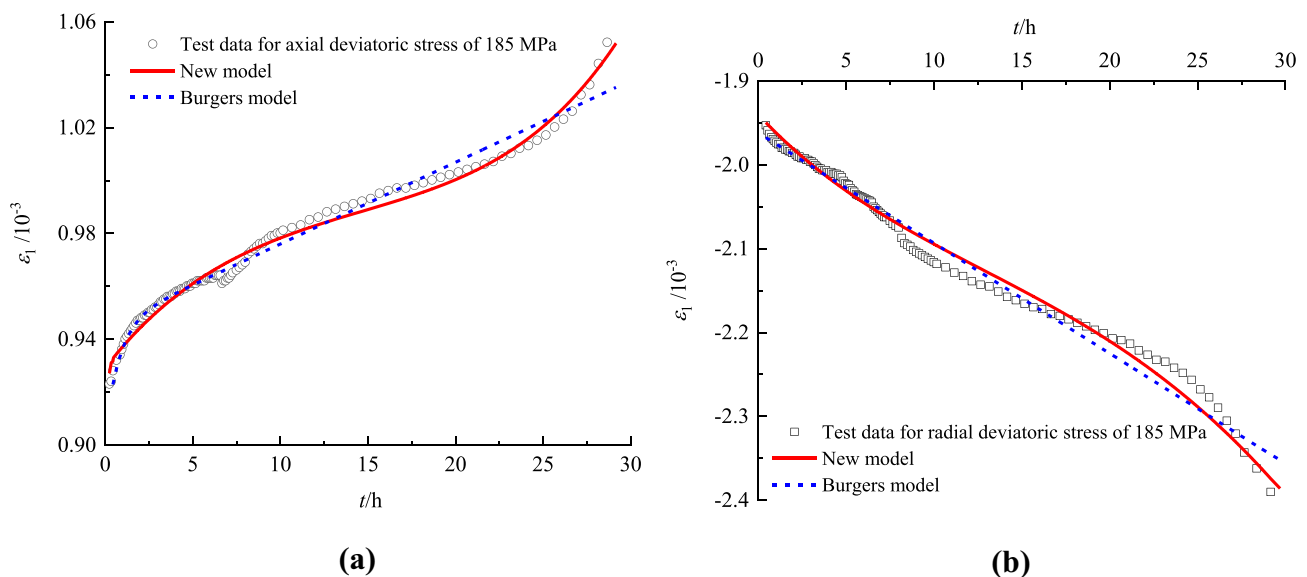 1.06
1.02
0.98
0.94
0.90
ε1 /10-3
Test data for axial deviatoric stress of 185 MPa
New model
Burgers model
0 5 10 15 20 25 30
t/h
(a)
t/h
0 5 10 15 20 25 30
-1.9
-2.0
-2.1
-2.2
-2.3
-2.4
ε1 /10-3
Test data for radial deviatoric stress of 185 MPa
New model
Burgers model
(b)